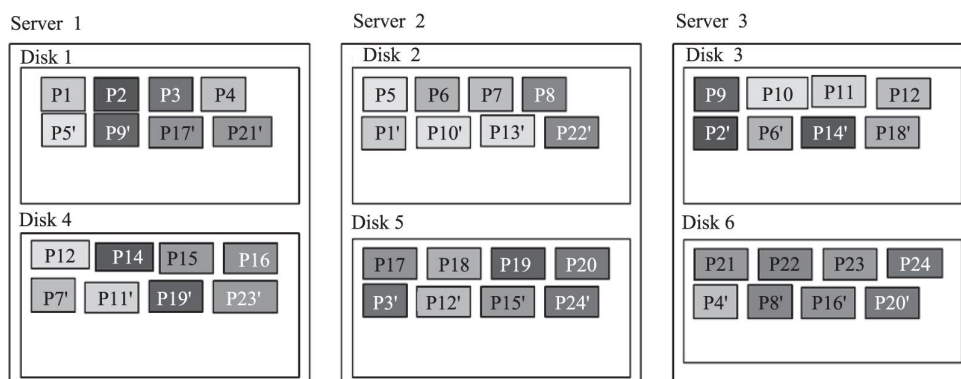 Server 1
Server 2
Server 3
Disk 1
P1 P2 P3 P4
P5' P9' P17' P21'
Disk 4
P12 P14 P15 P16
P7' P11' P19' P23'
Disk 2
P5 P6 P7 P8
P1' P10' P13' P22'
Disk 5
P17 P18 P19 P20
P3' P12' P15' P24'
Disk 3
P9 P10 P11 P12
P2' P6' P14' P18'
Disk 6
P21 P22 P23 P24
P4' P8' P16' P20'